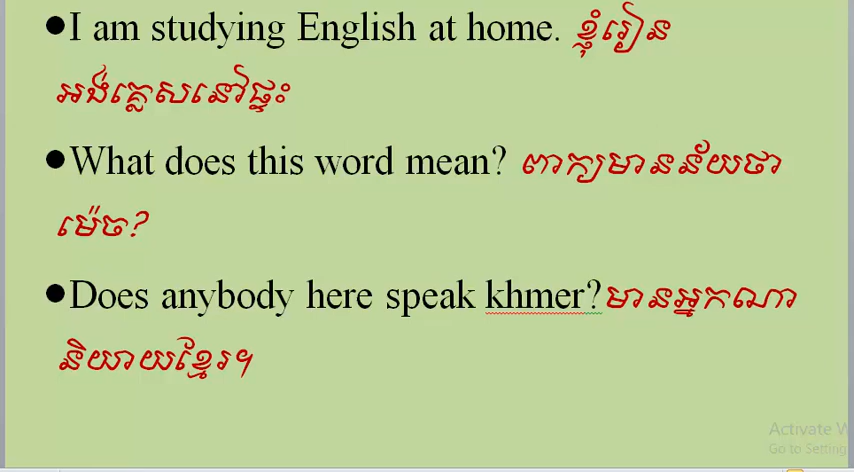 ●I am studying English at home. ខ្ញុំរៀន
អង់គ្លេសនៅផ្ទះ
●What does this word mean? ពាក្យមានន័យថា
ម៉េច?
●Does anybody here speak khmer?មានអ្នកណា
និយាយខ្មែរ។
Activate W
Go to Setting